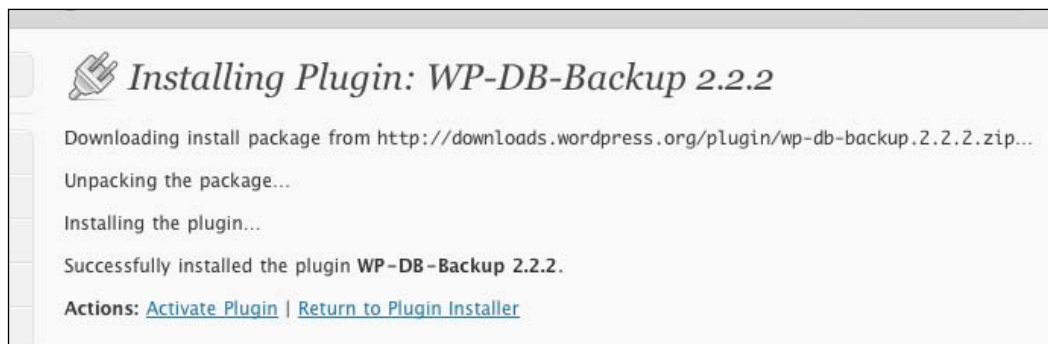 Installing Plugin: WP-DB-Backup 2.2.2
Downloading install package from http://downloads.wordpress.org/plugin/wp-db-backup.2.2.2.zip…
Unpacking the package…
Installing the plugin…
Successfully installed the plugin WP-DB-Backup 2.2.2.
Actions: Activate Plugin | Return to Plugin Installer